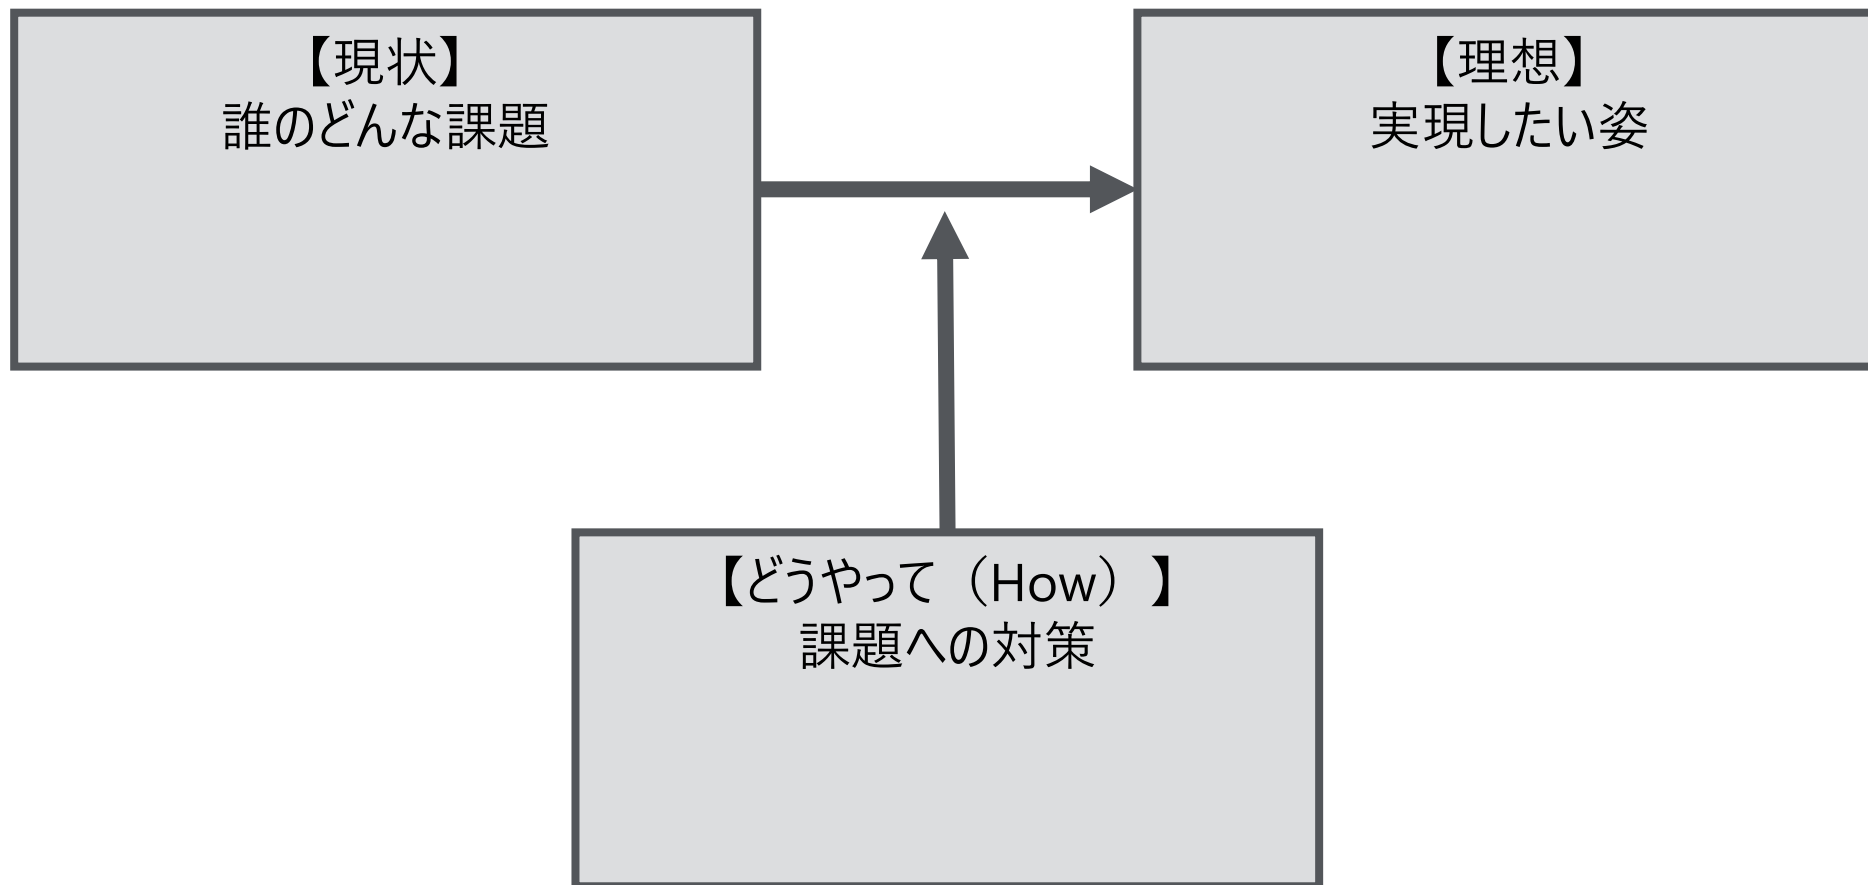 【現状】
誰のどんな課題
【理想】
実現したい姿
【どうやって（How）】
課題への対策